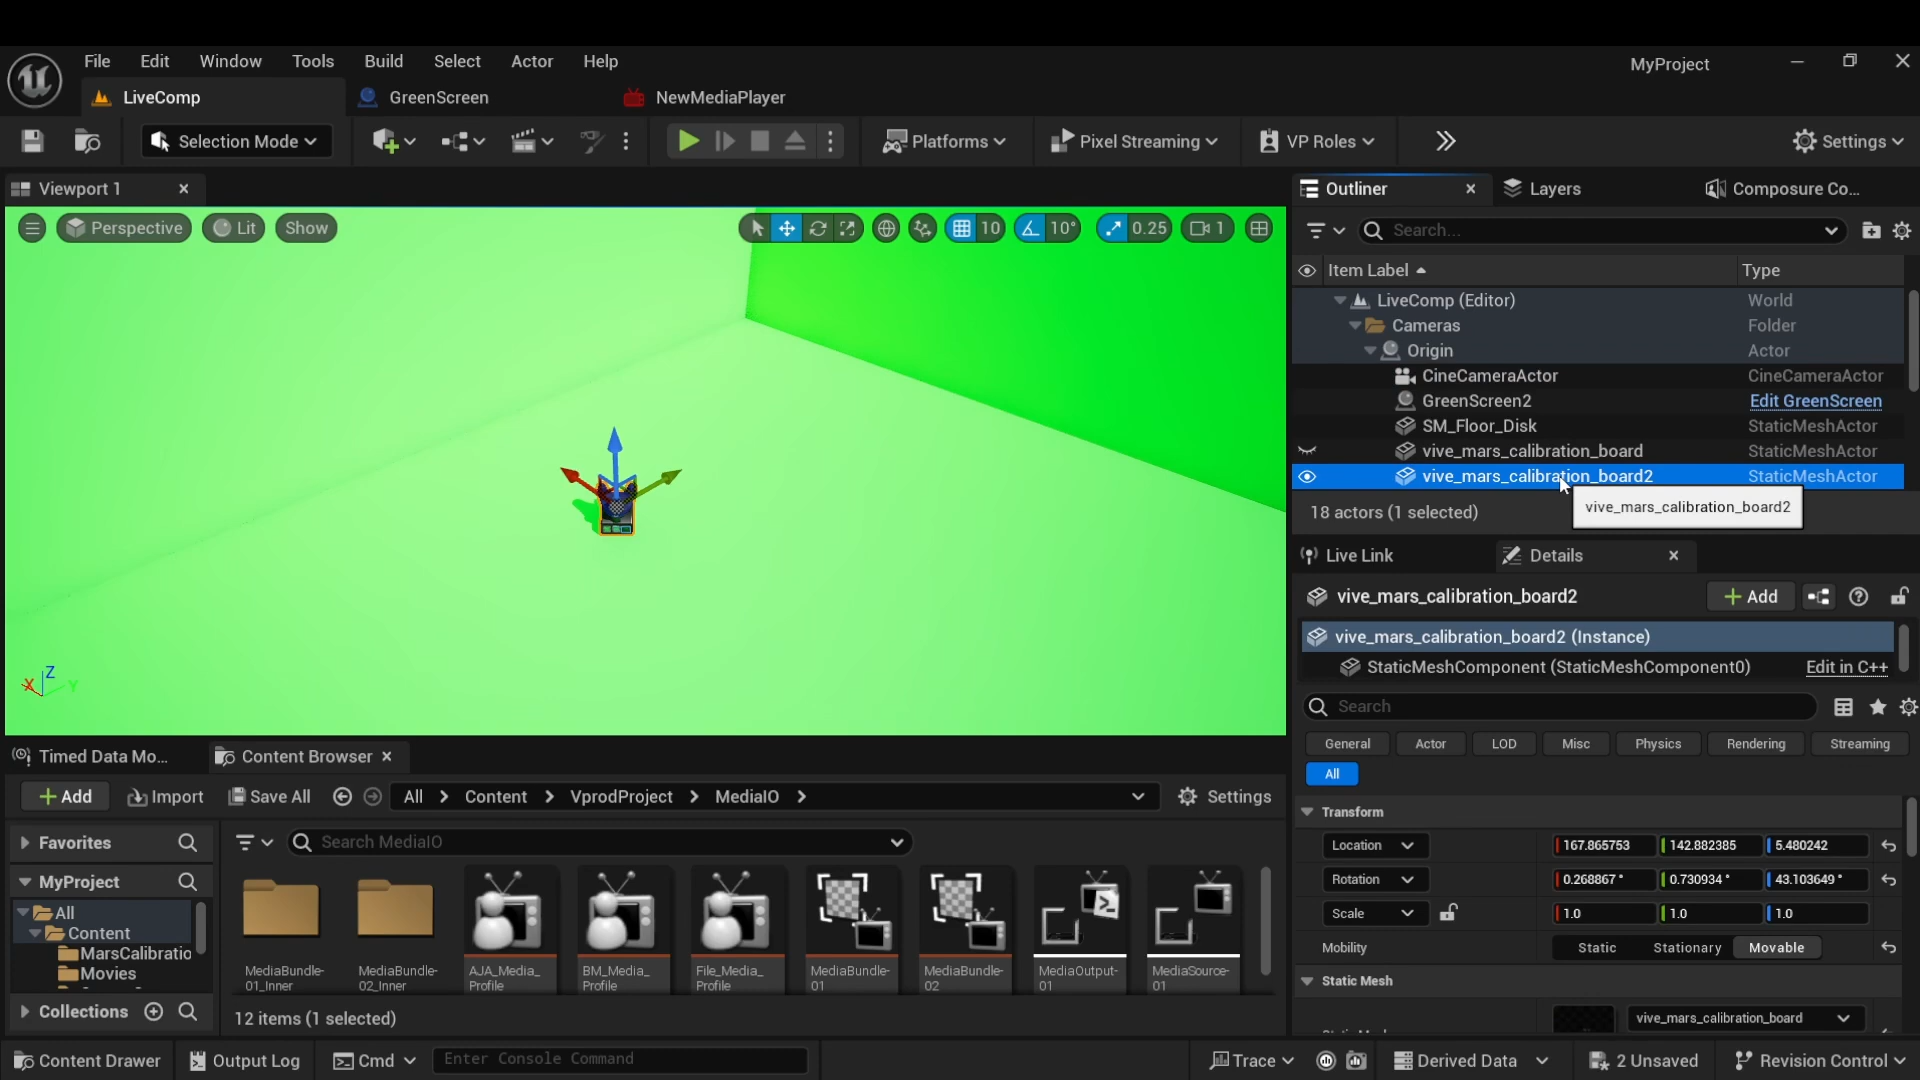 File Edit Window Tools Build Select Actor Help
MyProject
LiveComp GreenScreen NewMediaPlayer
Selection Mode Platforms Pixel Streaming VP Roles Settings
Viewport 1
Perspective Lit Show 10 10° 0.25 1
Z
X Y
Outliner Layers Composure Co...
Search...
Item Label Type
LiveComp (Editor) World
Cameras Folder
Origin Actor
CineCameraActor CineCameraActor
GreenScreen2 Edit GreenScreen
SM_Floor_Disk StaticMeshActor
vive_mars_calibration_board StaticMeshActor
vive_mars_calibration_board2 StaticMeshActor
vive_mars_calibration_board2
18 actors (1 selected)
Live Link Details
vive_mars_calibration_board2 Add
vive_mars_calibration_board2 (Instance)
StaticMeshComponent (StaticMeshComponent0) Edit in C++
Search
General Actor LOD Misc Physics Rendering Streaming
All
Transform
Location 167.865753 142.882385 5.480242
Rotation 0.268867° 0.730934° 43.103649°
Scale 1.0 1.0 1.0
Mobility Static Stationary Movable
Static Mesh
vive_mars_calibration_board
Timed Data Mo... Content Browser
Add Import Save All All > Content > VprodProject > MediaIO > Settings
Favorites Search MediaIO
MyProject
All
Content
MarsCalibratio
Movies
Collections
MediaBundle-
01_Inner
MediaBundle-
02_Inner
AJA_Media_
Profile
BM_Media_
Profile
File_Media_
Profile
MediaBundle-
01
MediaBundle-
02
MediaOutput-
01
MediaSource-
01
12 items (1 selected)
Content Drawer Output Log Cmd Enter Console Command Trace Derived Data 2 Unsaved Revision Control